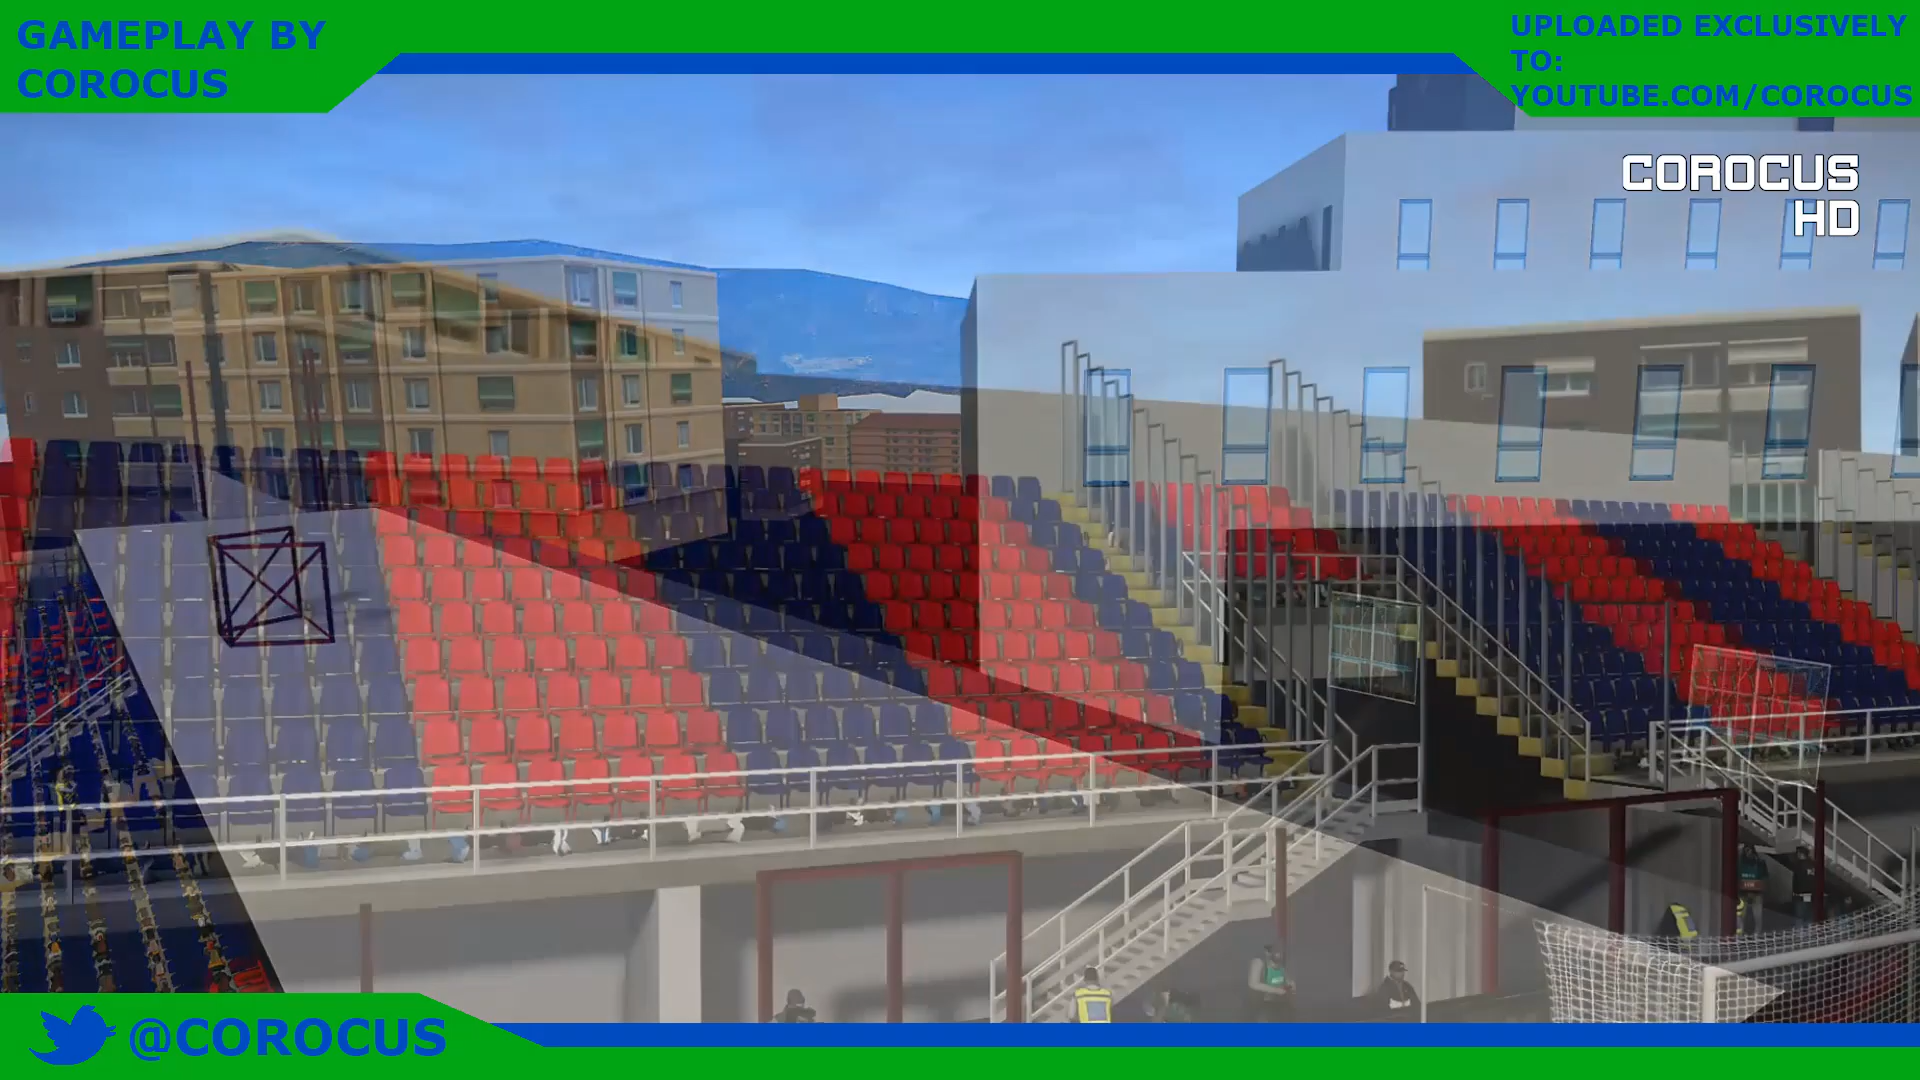 GAMEPLAY BY
COROCUS
UPLOADED EXCLUSIVELY
TO:
YOUTUBE.COM/COROCUS
COROCUS
HD
@COROCUS